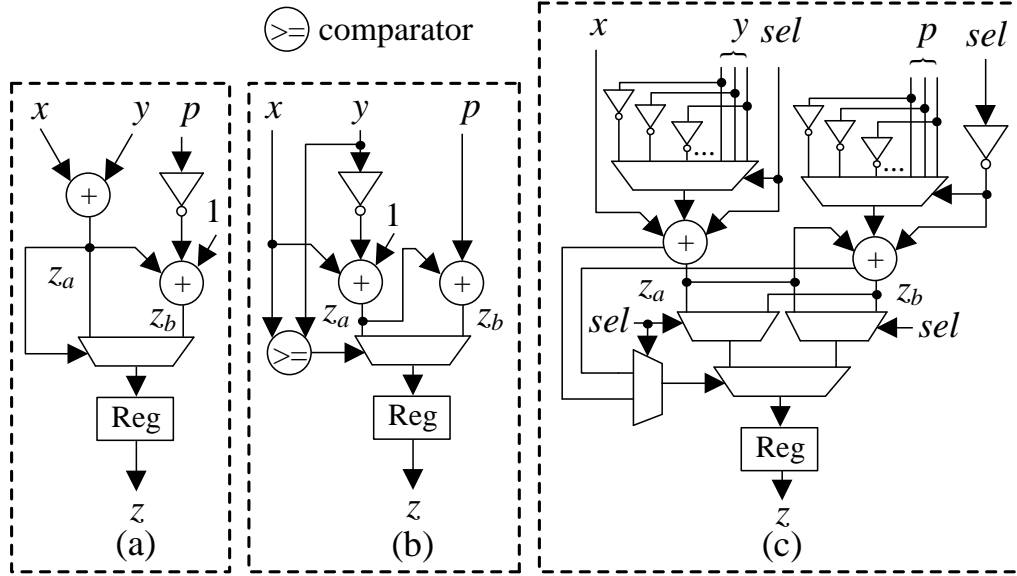 >= comparator
x y p
+
1
+
z_a
z_b
Reg
z
(a)
x y p
1
+ +
z_a z_b
>=
Reg
z
(b)
x y sel p sel
... ...
+ +
z_a z_b
sel sel
Reg
z
(c)